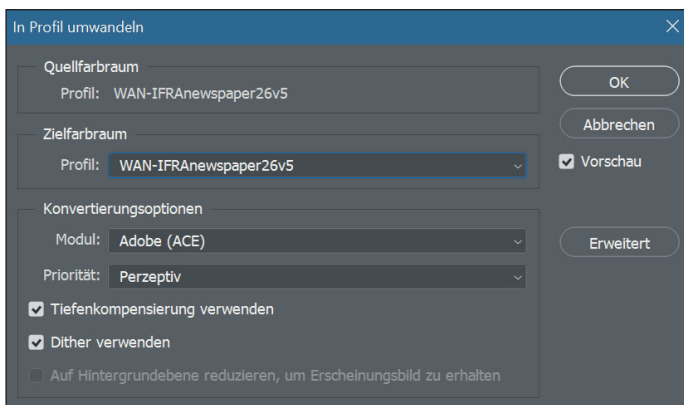 In Profil umwandeln
Quellfarbraum
Profil: WAN-IFRAnewspaper26v5
OK
Zielfarbraum
Abbrechen
Profil: WAN-IFRAnewspaper26v5
Vorschau
Konvertierungsoptionen
Modul: Adobe (ACE)
Erweitert
Priorität: Perzeptiv
Tiefenkompensierung verwenden
Dither verwenden
Auf Hintergrundebene reduzieren, um Erscheinungsbild zu erhalten